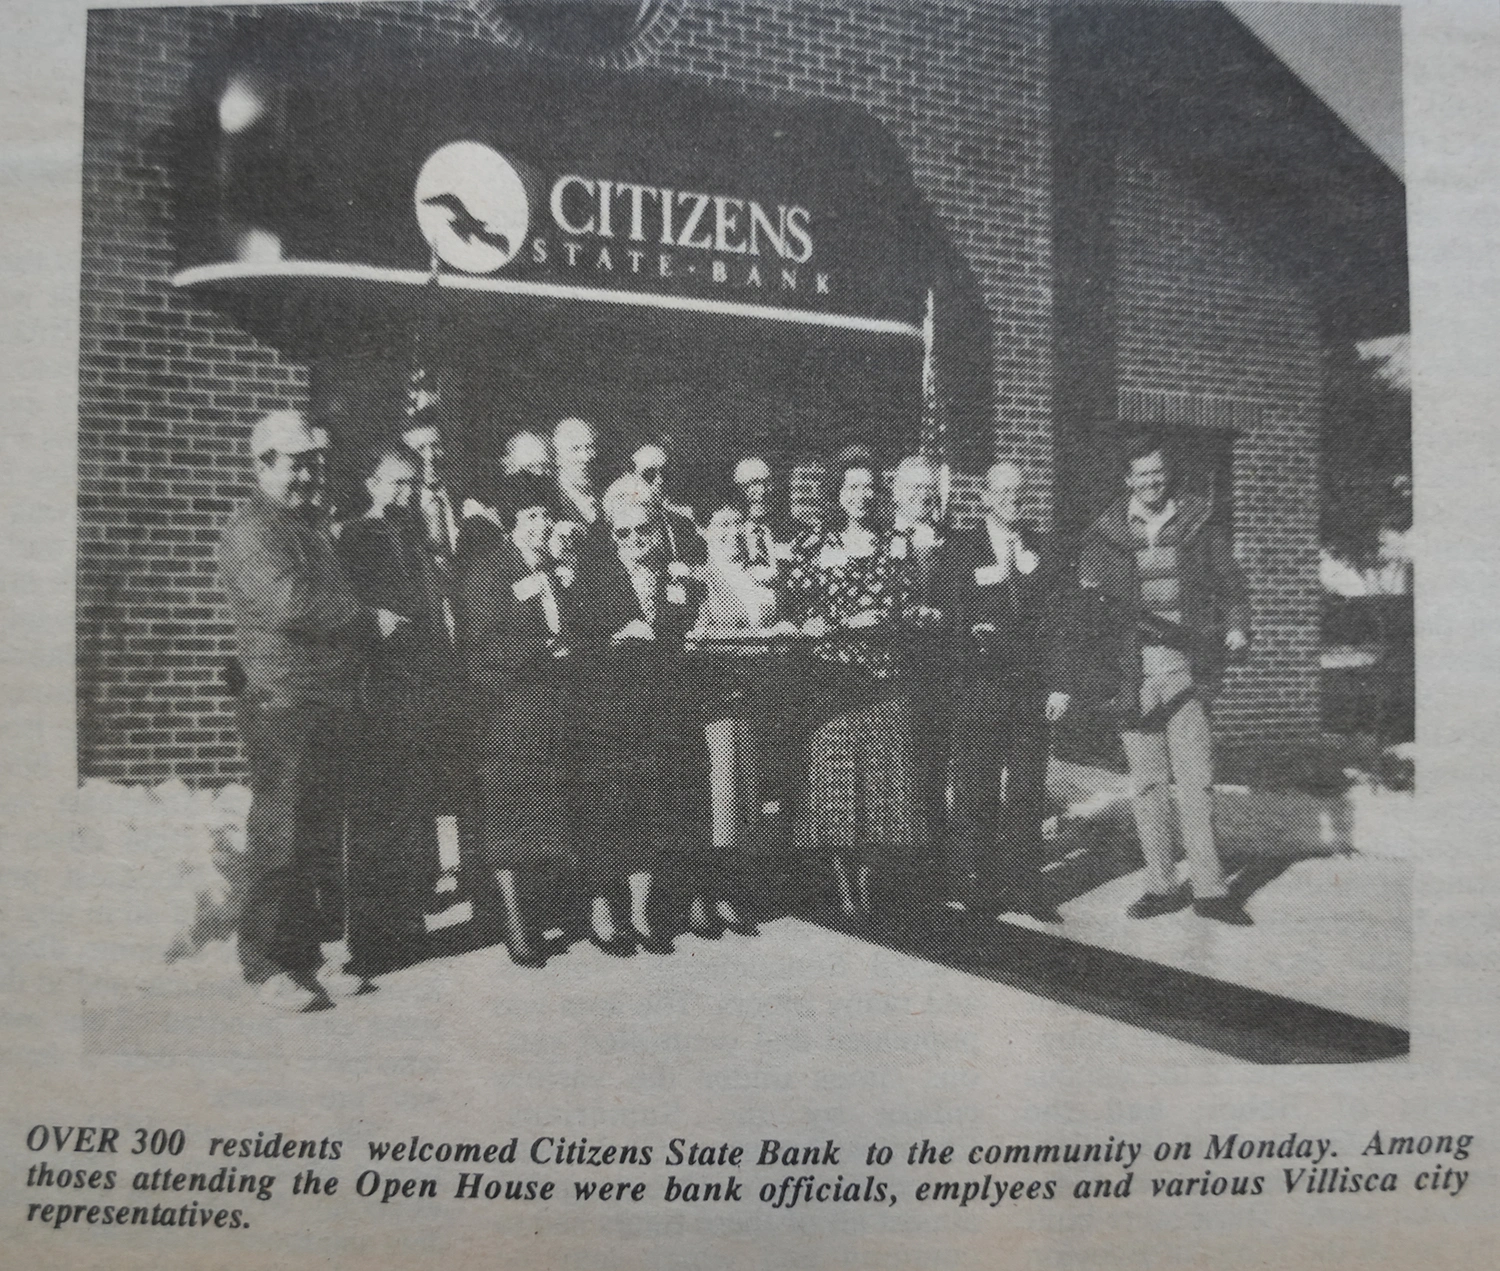 CITIZENS
STATE · BANK
OVER 300 residents welcomed Citizens State Bank to the community on Monday. Among
thoses attending the Open House were bank officials, emplyees and various Villisca city
representatives.